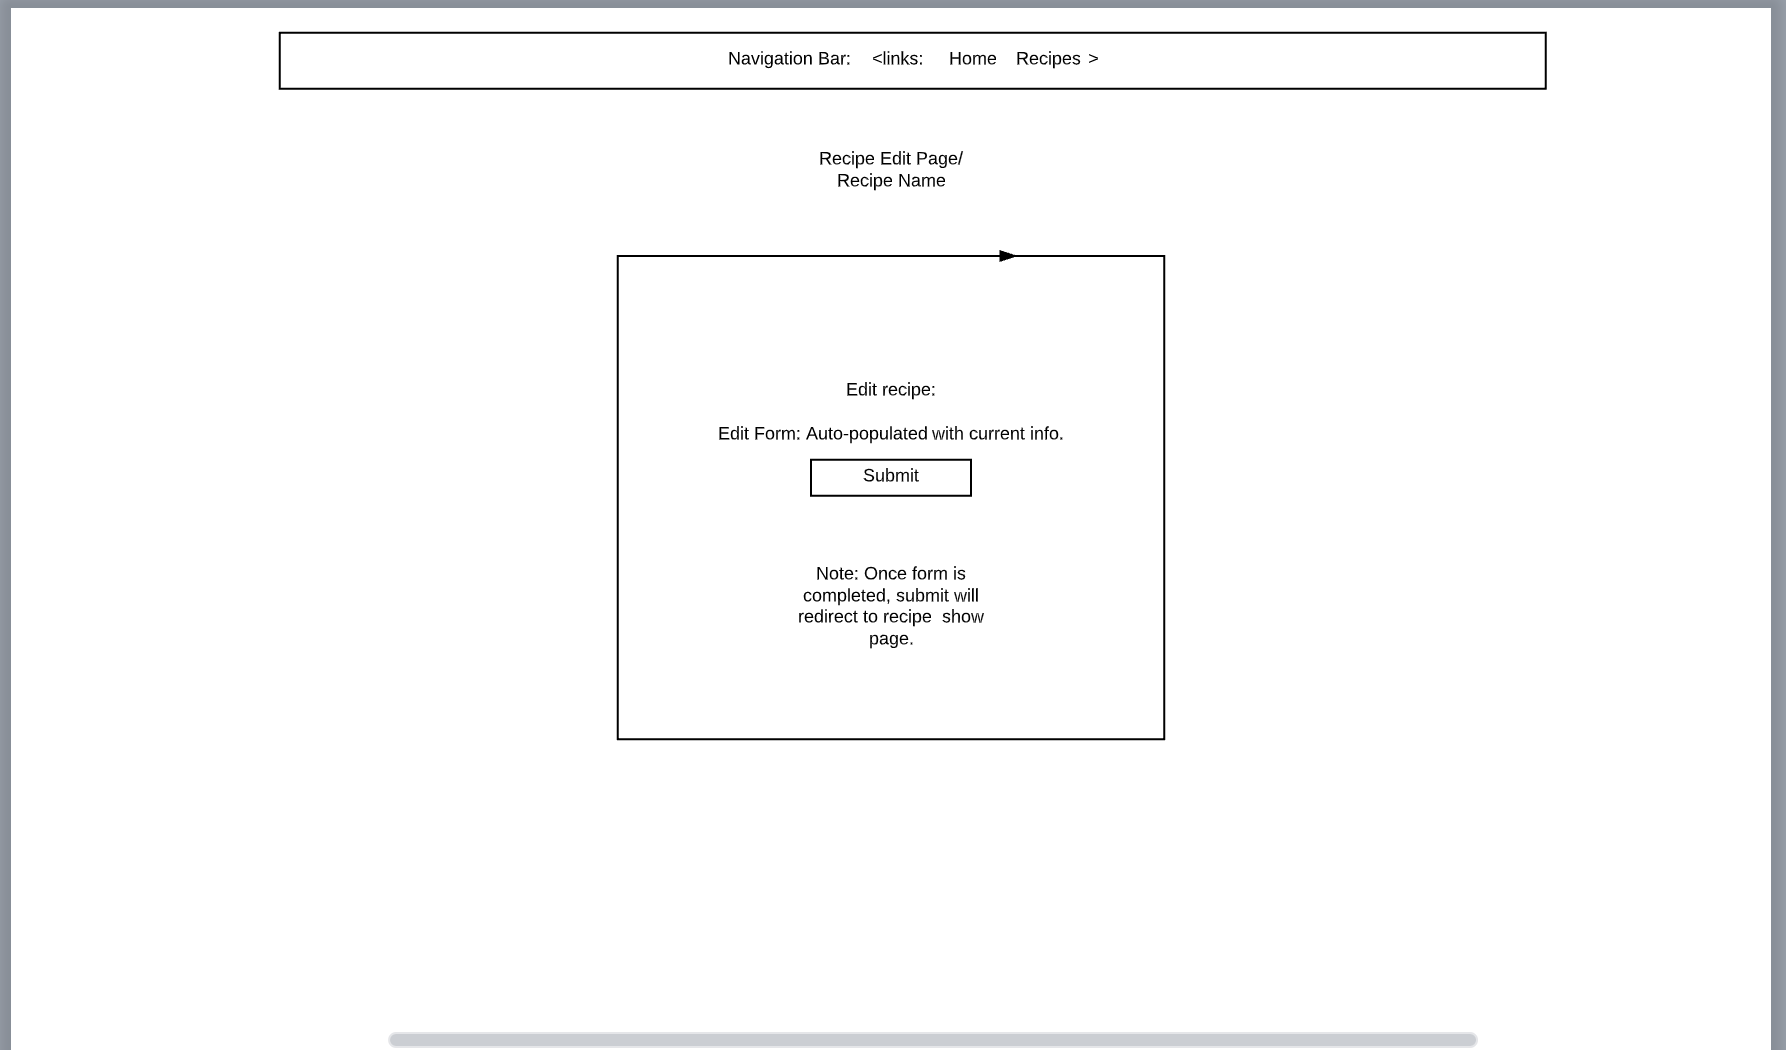 Navigation Bar: <links: Home Recipes >
Recipe Edit Page/
Recipe Name
Edit recipe:
Edit Form: Auto-populated with current info.
Submit
Note: Once form is
completed, submit will
redirect to recipe show
page.